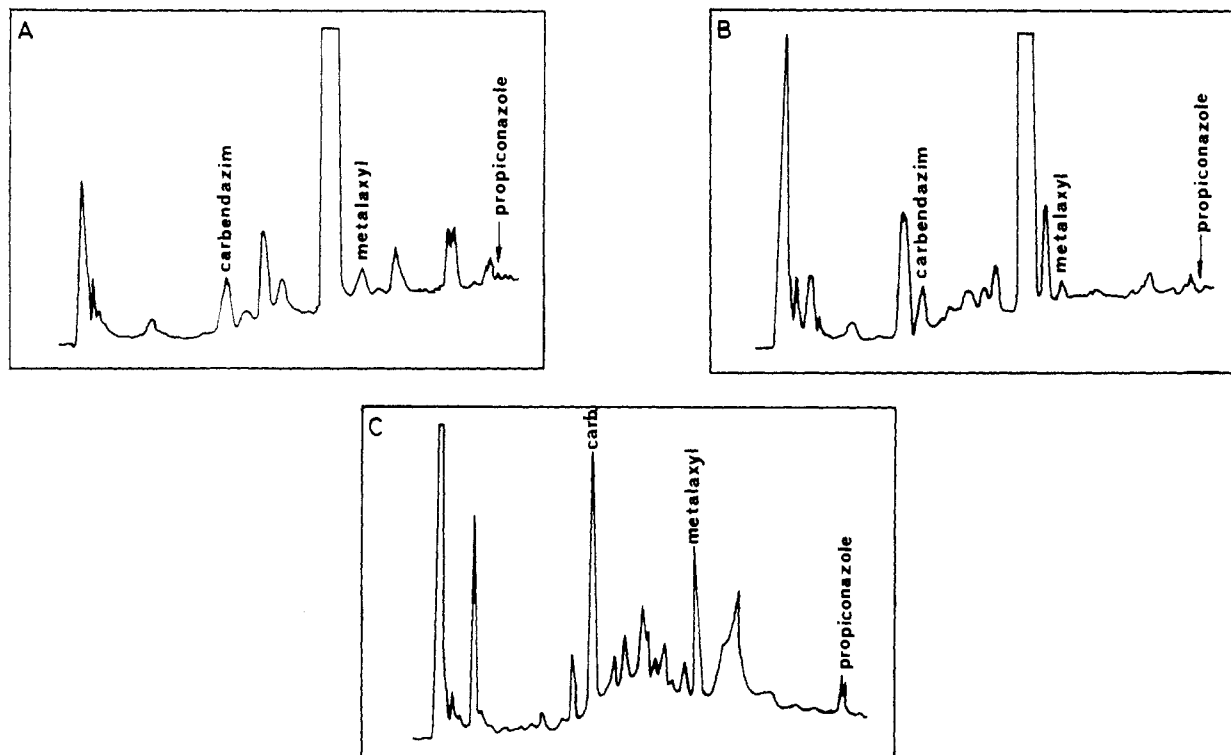 A
carbendazim
metalaxyl
propiconazole
B
carbendazim
metalaxyl
propiconazole
C
carb
metalaxyl
propiconazole